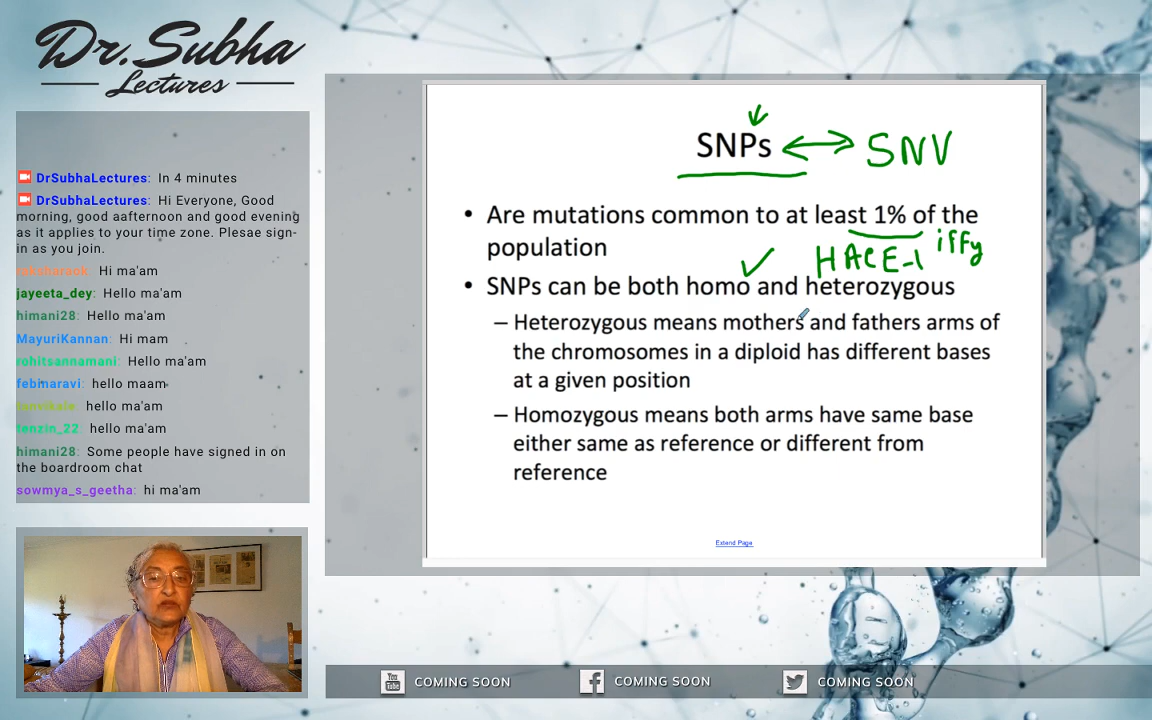 Dr.Subha
Lectures
DrSubhaLectures: In 4 minutes
DrSubhaLectures: Hi Everyone, Good
morning, good aafternoon and good evening
as it applies to your time zone. Plesae sign-
in as you join.
Hi ma'am
jayeeta_dey: Hello ma'am
himani28: Hello ma'am
MayuriKannan: Hi mam
rohitsannamani: Hello ma'am
febinaravi: hello maam
hello ma'am
tenzin_22: hello ma'am
himani28: Some people have signed in on
the boardroom chat
sowmya_s_geetha: hi ma'am
SNPs SNV
• Are mutations common to at least 1% of the
population HACE-1 iffy
• SNPs can be both homo and heterozygous
– Heterozygous means mothers and fathers arms of
the chromosomes in a diploid has different bases
at a given position
– Homozygous means both arms have same base
either same as reference or different from
reference
Extend Page
You Tube COMING SOON
COMING SOON
COMING SOON